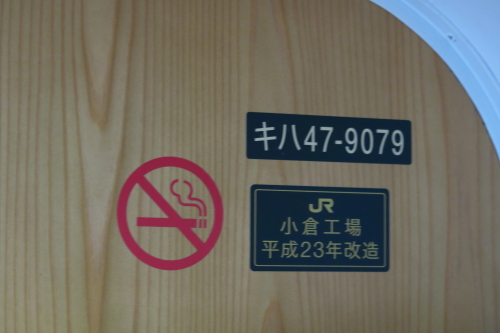 キハ47-9079
JR
小倉工場
平成23年改造